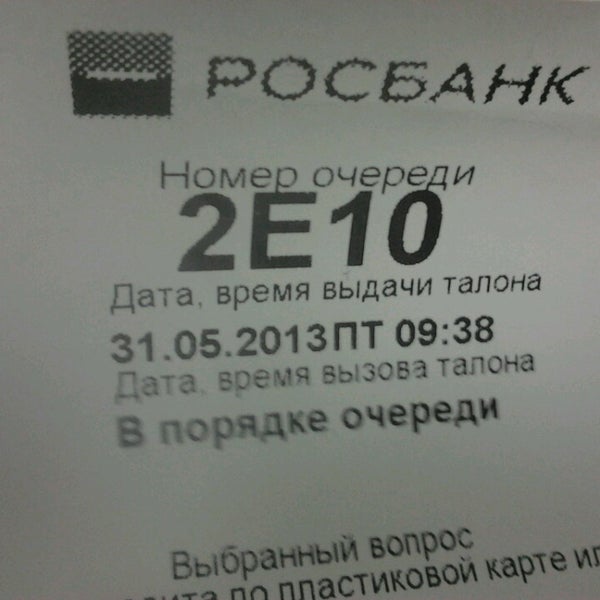 РОСБАНК
Номер очереди
2E10
Дата, время выдачи талона
31.05.2013ПТ 09:38
Дата, время вызова талона
В порядке очереди
Выбранный вопрос
по пластиковой карте